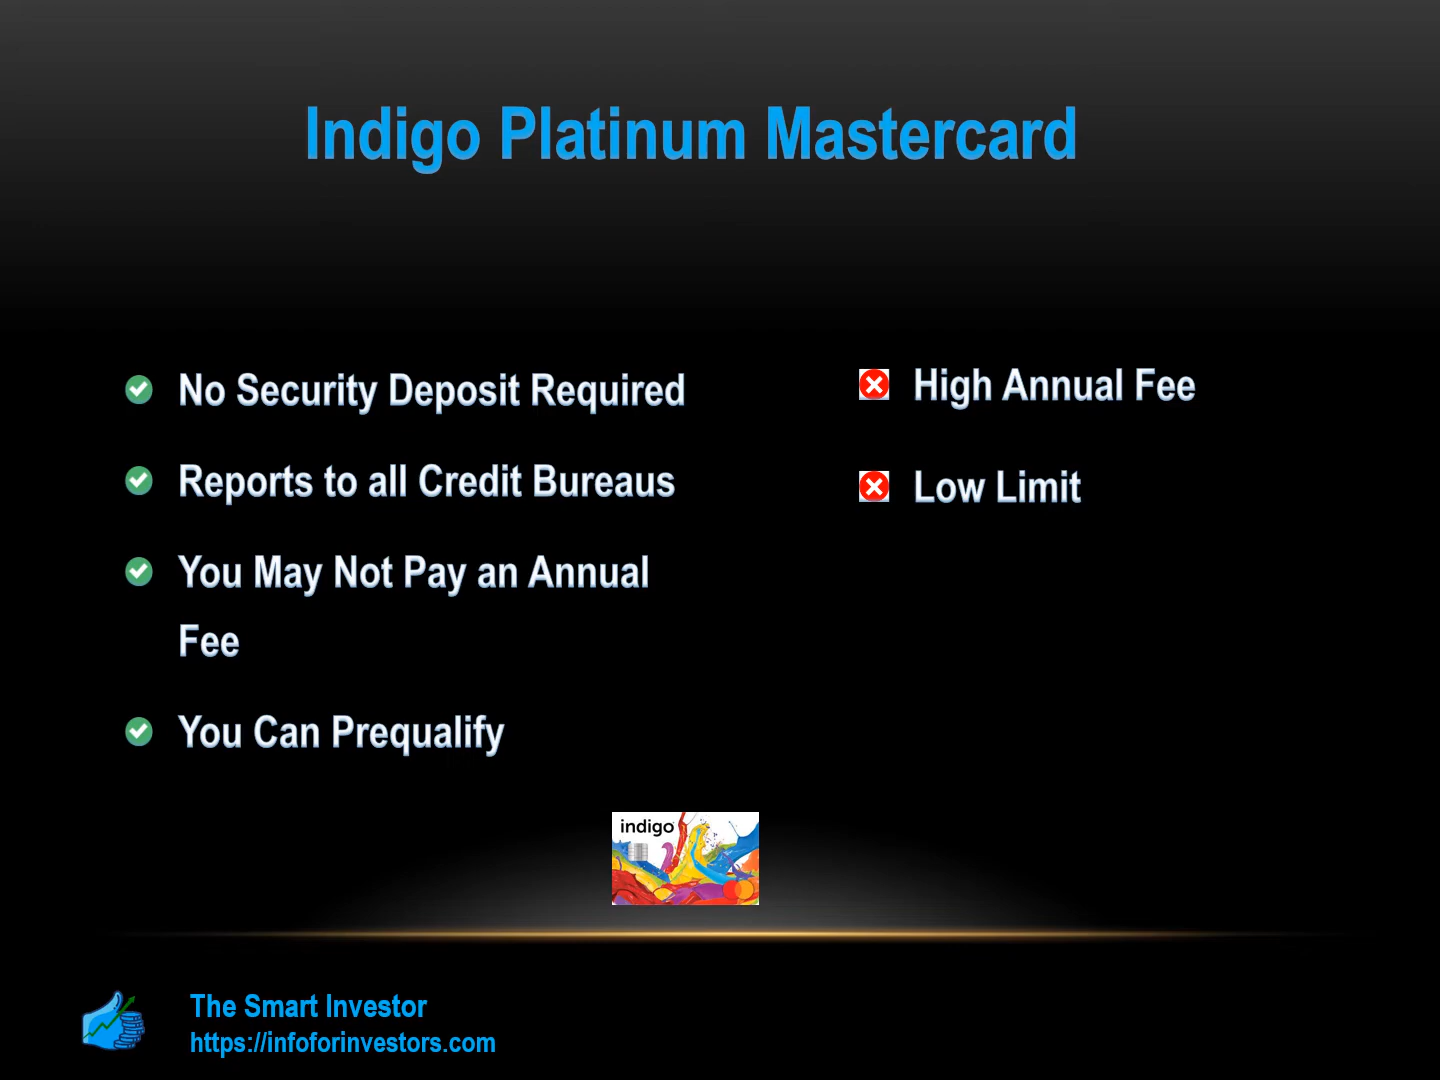 Indigo Platinum Mastercard
No Security Deposit Required
Reports to all Credit Bureaus
You May Not Pay an Annual
Fee
You Can Prequalify
High Annual Fee
Low Limit
indigo
The Smart Investor
https://infoforinvestors.com